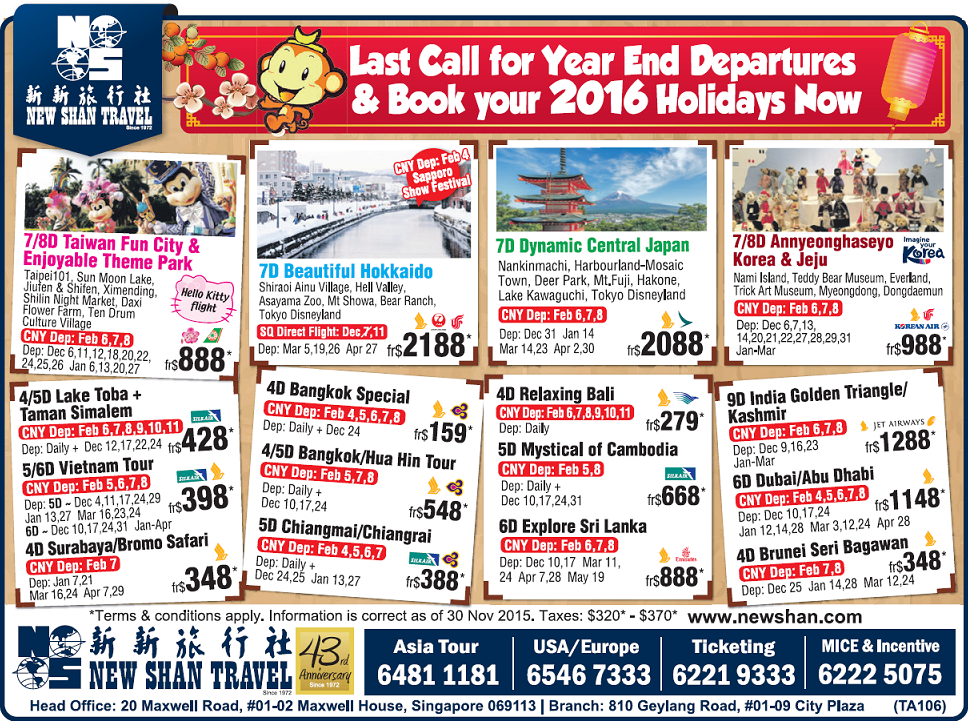 NS
新新旅行社
NEW SHAN TRAVEL
Since 1972
Last Call for Year End Departures
& Book your 2016 Holidays Now
7/8D Taiwan Fun City &
Enjoyable Theme Park
Taipei101, Sun Moon Lake,
Jiufen & Shifen, Ximending,
Shilin Night Market, Daxi
Flower Farm, Ten Drum
Culture Village
Hello Kitty
flight
CNY Dep: Feb 6,7,8
Dep: Dec 6,11,12,18,20,22,
24,25,26 Jan 6,13,20,27
fr$888*
CNY Dep: Feb 4
Sapporo
Show Festival
7D Beautiful Hokkaido
Shiraoi Ainu Village, Hell Valley,
Asayama Zoo, Mt Showa, Bear Ranch,
Tokyo Disneyland
SQ Direct Flight: Dec,7,11
Dep: Mar 5,19,26 Apr 27
fr$2188*
7D Dynamic Central Japan
Nankinmachi, Harbourland-Mosaic
Town, Deer Park, Mt.Fuji, Hakone,
Lake Kawaguchi, Tokyo Disneyland
CNY Dep: Feb 6,7,8
Dep: Dec 31 Jan 14
Mar 14,23 Apr 2,30
fr$2088*
7/8D Annyeonghaseyo
Korea & Jeju
Imagine
your
Korea
Nami Island, Teddy Bear Museum, Everland,
Trick Art Museum, Myeongdong, Dongdaemun
CNY Dep: Feb 6,7,8
KOREAN AIR
Dep: Dec 6,7,13,
14,20,21,22,27,28,29,31
Jan-Mar
fr$988*
4/5D Lake Toba +
Taman Simalem
CNY Dep: Feb 6,7,8,9,10,11
SILKAIR
Dep: Daily + Dec 12,17,22,24
fr$428*
5/6D Vietnam Tour
CNY Dep: Feb 5,6,7,8
SILKAIR
Dep: 5D ~ Dec 4,11,17,24,29
Jan 13,27 Mar 16,23,24
6D ~ Dec 10,17,24,31 Jan-Apr
fr$398*
4D Surabaya/Bromo Safari
CNY Dep: Feb 7
Dep: Jan 7,21
Mar 16,24 Apr 7,29
fr$348*
4D Bangkok Special
CNY Dep: Feb 4,5,6,7,8
Dep: Daily + Dec 24
fr$159*
4/5D Bangkok/Hua Hin Tour
CNY Dep: Feb 5,7,8
Dep: Daily +
Dec 10,17,24
fr$548*
5D Chiangmai/Chiangrai
CNY Dep: Feb 4,5,6,7
SILKAIR
Dep: Daily +
Dec 24,25 Jan 13,27
fr$388*
4D Relaxing Bali
CNY Dep: Feb 6,7,8,9,10,11
Dep: Daily
fr$279*
5D Mystical of Cambodia
CNY Dep: Feb 5,8
SILKAIR
Dep: Daily +
Dec 10,17,24,31
fr$668*
6D Explore Sri Lanka
CNY Dep: Feb 6,7,8
Emirates
Dep: Dec 10,17 Mar 11,
24 Apr 7,28 May 19
fr$888*
9D India Golden Triangle/
Kashmir
CNY Dep: Feb 6,7,8
JET AIRWAYS
Dep: Dec 9,16,23
Jan-Mar
fr$1288*
6D Dubai/Abu Dhabi
CNY Dep: Feb 4,5,6,7,8
Dep: Dec 10,17,24
Jan 12,14,28 Mar 3,12,24 Apr 28
fr$1148*
4D Brunei Seri Bagawan
CNY Dep: Feb 7,8
Dep: Dec 25 Jan 14,28 Mar 12,24
fr$348*
*Terms & conditions apply. Information is correct as of 30 Nov 2015. Taxes: $320* - $370* www.newshan.com
NS
新新旅行社
NEW SHAN TRAVEL
Since 1972
43rd
Anniversary
Since 1972
Asia Tour
6481 1181
USA/Europe
6546 7333
Ticketing
6221 9333
MICE & Incentive
6222 5075
Head Office: 20 Maxwell Road, #01-02 Maxwell House, Singapore 069113 | Branch: 810 Geylang Road, #01-09 City Plaza (TA106)